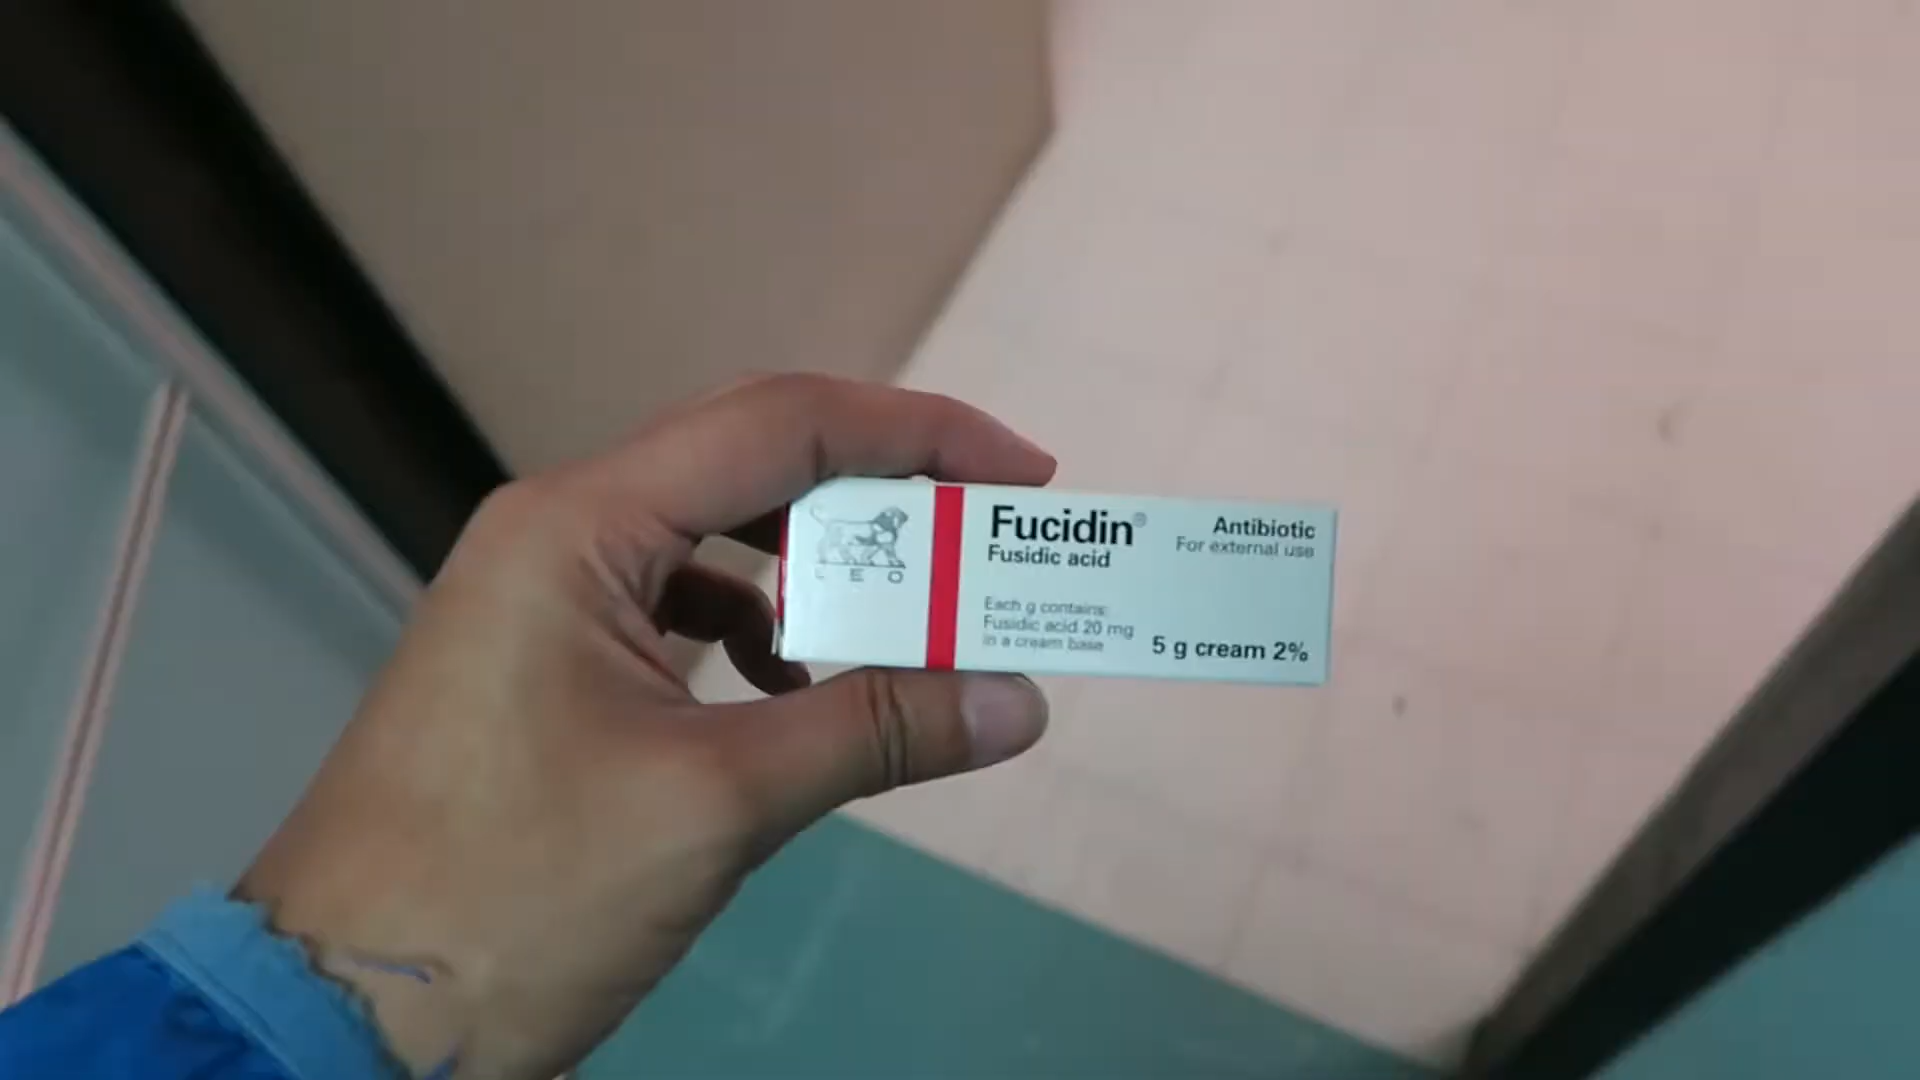 LEO
Fucidin®
Fusidic acid
Antibiotic
For external use
Each g contains:
Fusidic acid 20 mg
in a cream base
5 g cream 2%